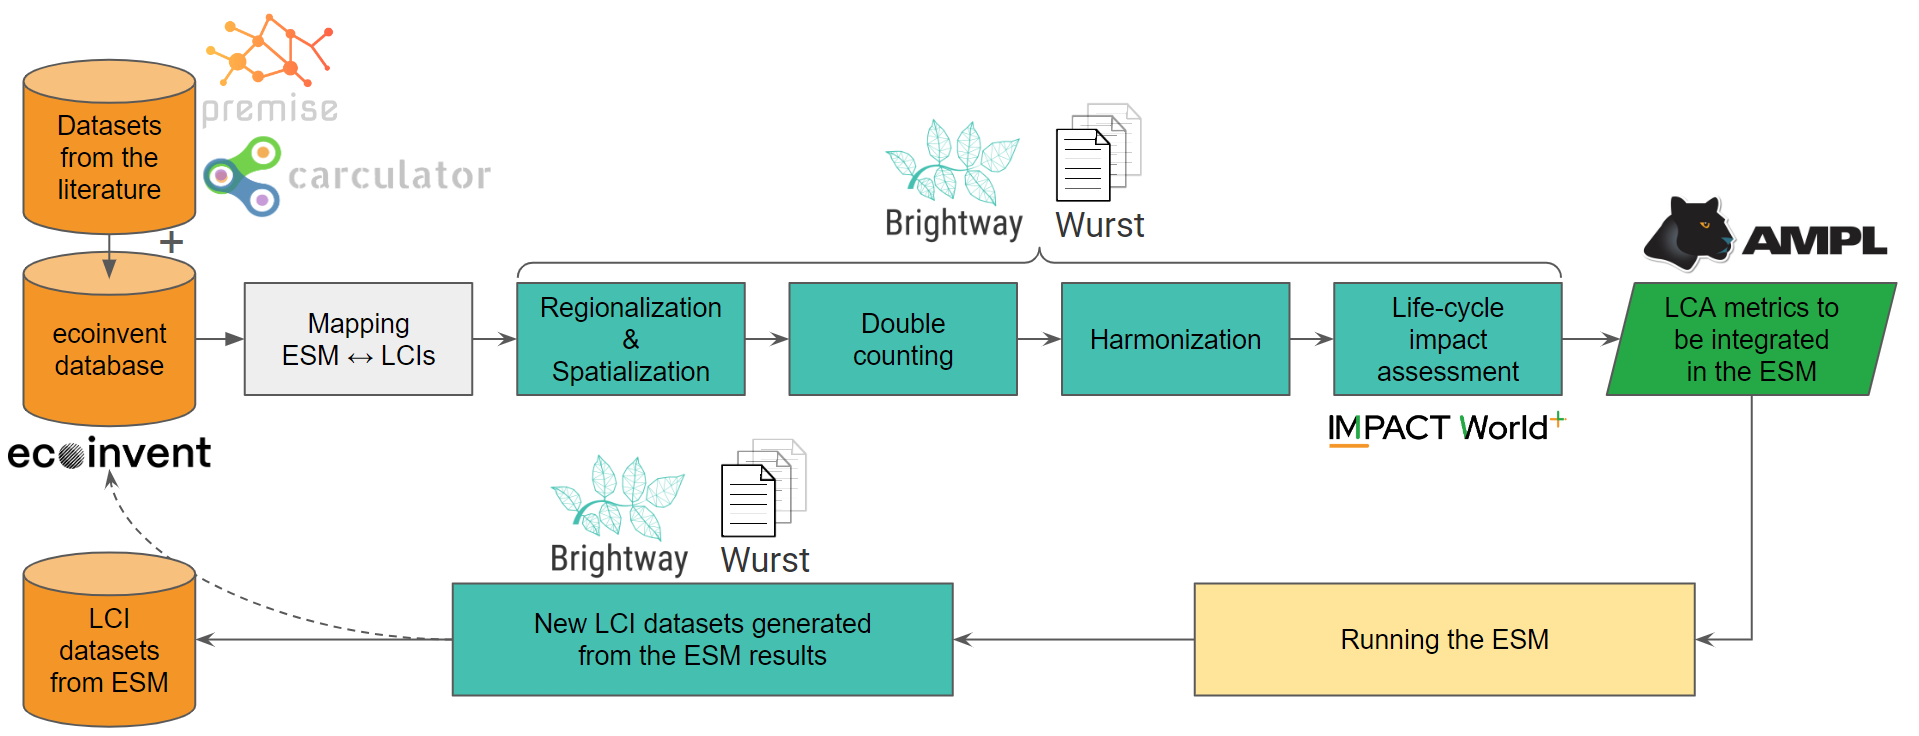 premise
Datasets
from the
literature
carculator
+
ecoinvent
database
ecoinvent
Mapping
ESM ↔ LCIs
Brightway
Wurst
Regionalization
&
Spatialization
Double
counting
Harmonization
Life-cycle
impact
assessment
IMPACT World+
AMPL
LCA metrics to
be integrated
in the ESM
Brightway
Wurst
LCI
datasets
from ESM
New LCI datasets generated
from the ESM results
Running the ESM